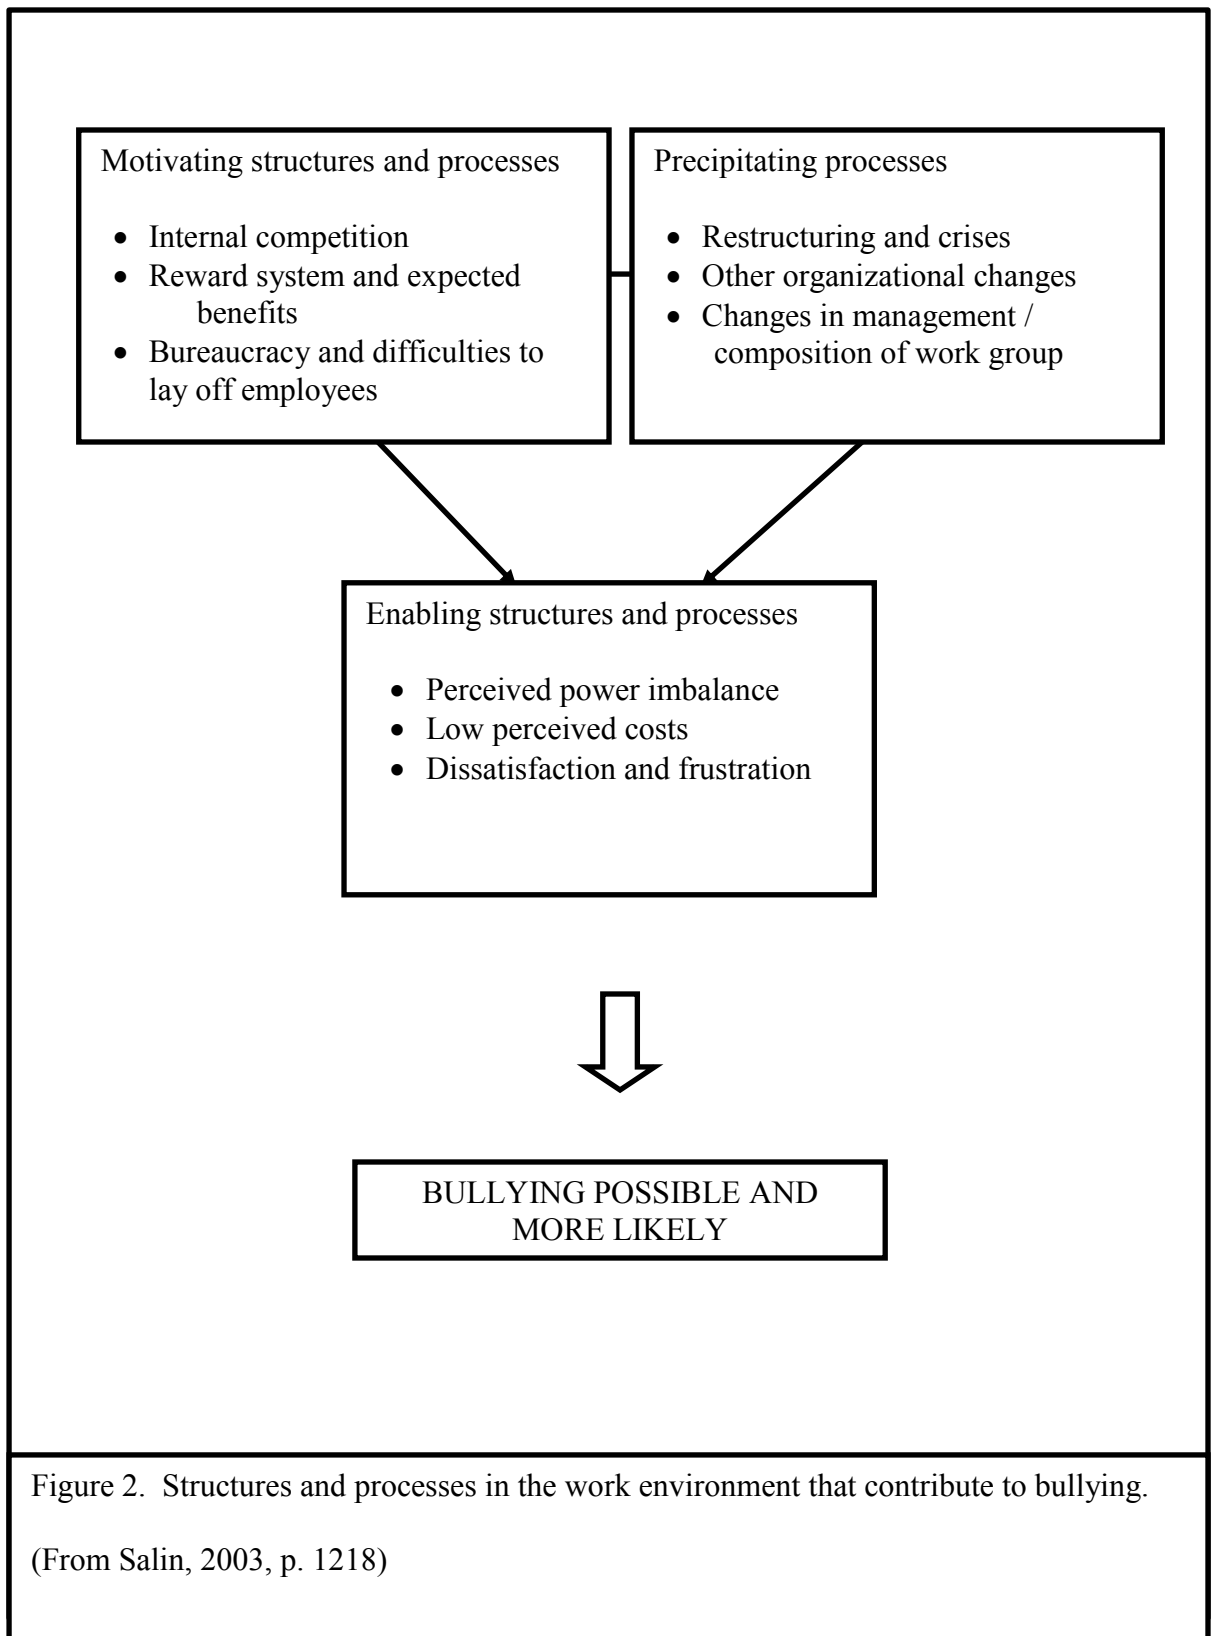 Motivating structures and processes
• Internal competition
• Reward system and expected
benefits
• Bureaucracy and difficulties to
lay off employees
Precipitating processes
• Restructuring and crises
• Other organizational changes
• Changes in management /
composition of work group
Enabling structures and processes
• Perceived power imbalance
• Low perceived costs
• Dissatisfaction and frustration
BULLYING POSSIBLE AND
MORE LIKELY
Figure 2.  Structures and processes in the work environment that contribute to bullying.
(From Salin, 2003, p. 1218)